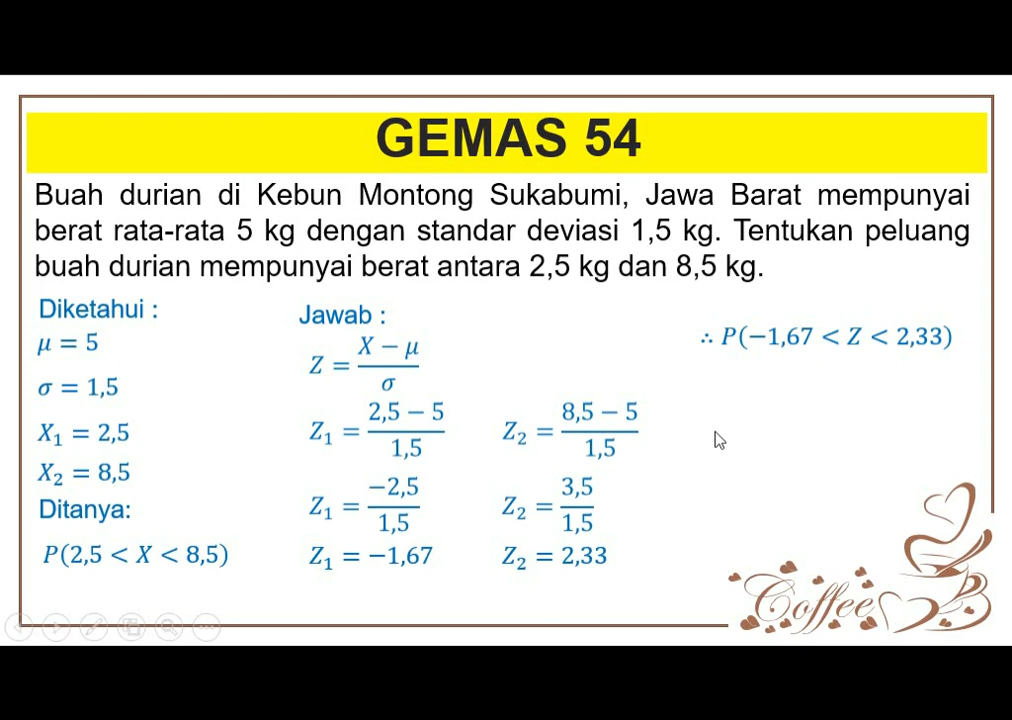 GEMAS 54
Buah durian di Kebun Montong Sukabumi, Jawa Barat mempunyai
berat rata-rata 5 kg dengan standar deviasi 1,5 kg. Tentukan peluang
buah durian mempunyai berat antara 2,5 kg dan 8,5 kg.
Diketahui :
μ = 5
σ = 1,5
X₁ = 2,5
X₂ = 8,5
Ditanya:
P(2,5 < X < 8,5)
Jawab :
Z = (X − μ)/σ
Z₁ = (2,5 − 5)/1,5
Z₁ = −2,5/1,5
Z₁ = −1,67
Z₂ = (8,5 − 5)/1,5
Z₂ = 3,5/1,5
Z₂ = 2,33
∴ P(−1,67 < Z < 2,33)
Coffee